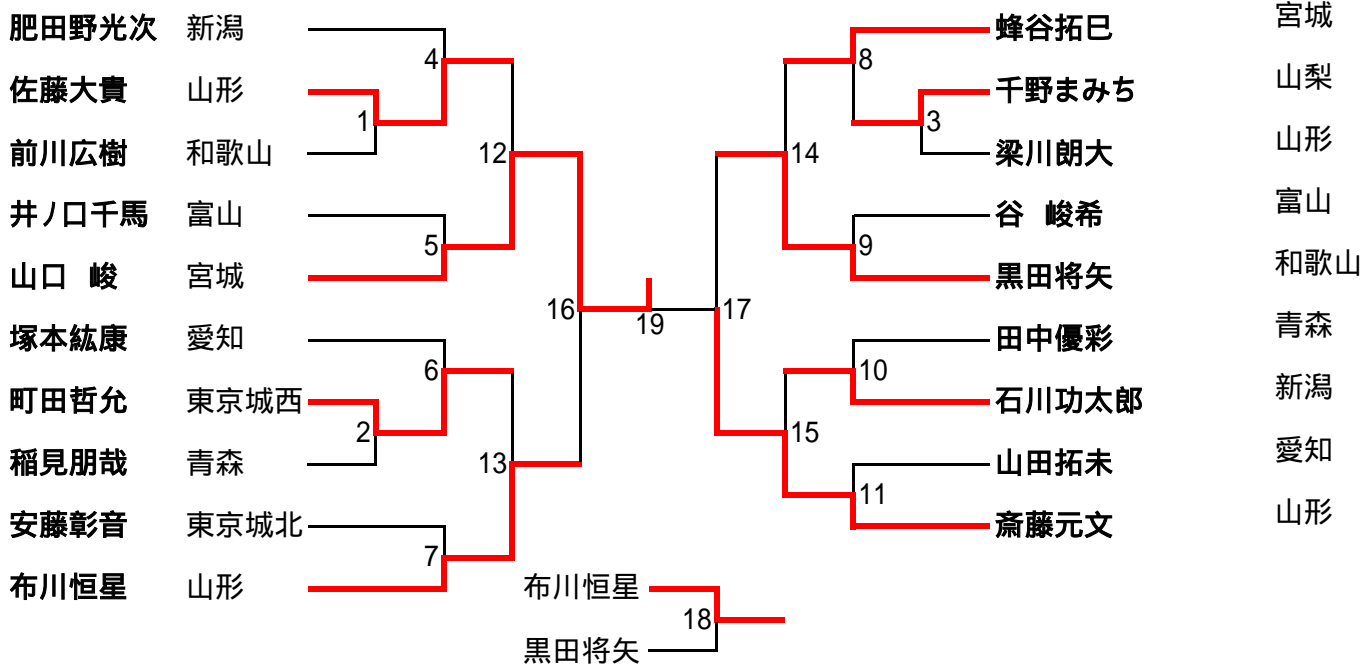 肥田野光次 新潟
佐藤大貴 山形
前川広樹 和歌山
井ノ口千馬 富山
山口 峻 宮城
塚本紘康 愛知
町田哲允 東京城西
稲見朋哉 青森
安藤彰音 東京城北
布川恒星 山形
4
1
12
5
16
6
2
13
7
19
布川恒星
18
黒田将矢
17
14
8
3
9
10
15
11
蜂谷拓巳 宮城
千野まみち 山梨
梁川朗大 山形
谷 峻希 富山
黒田将矢 和歌山
田中優彩 青森
石川功太郎 新潟
山田拓未 愛知
斎藤元文 山形